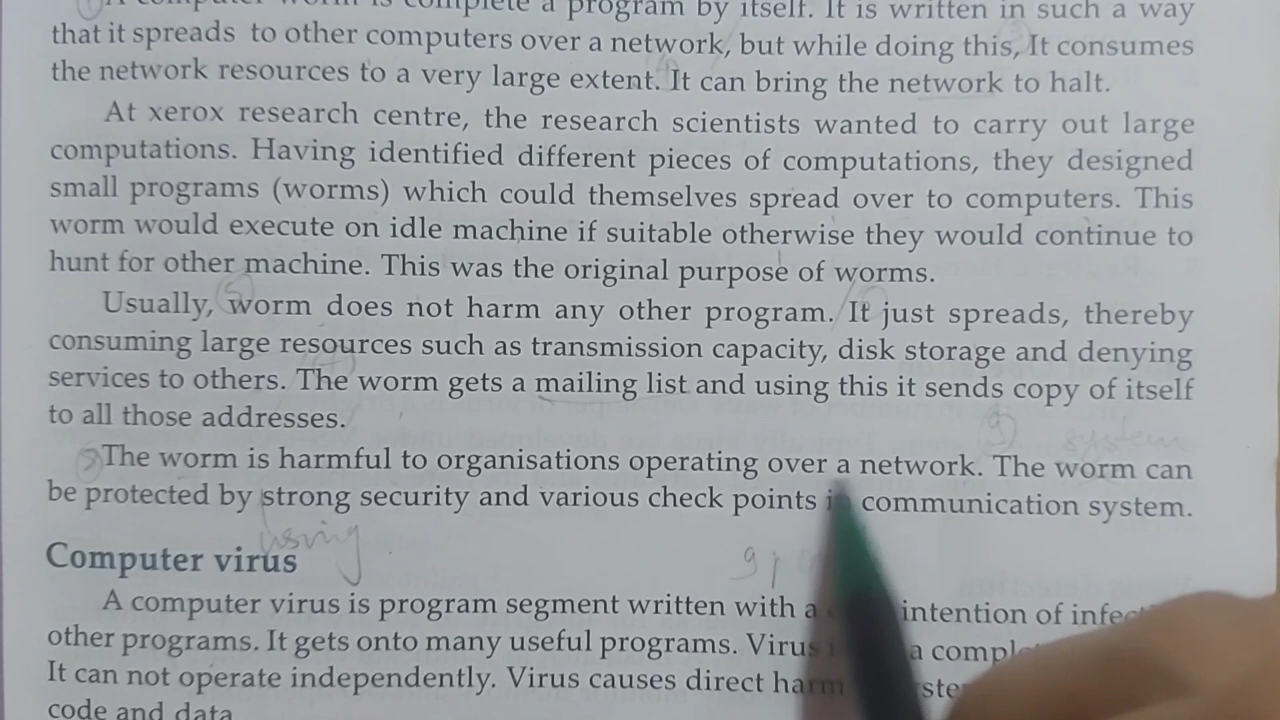 A computer worm is complete a program by itself. It is written in such a way
that it spreads to other computers over a network, but while doing this, It consumes
the network resources to a very large extent. It can bring the network to halt.
At xerox research centre, the research scientists wanted to carry out large
computations. Having identified different pieces of computations, they designed
small programs (worms) which could themselves spread over to computers. This
worm would execute on idle machine if suitable otherwise they would continue to
hunt for other machine. This was the original purpose of worms.
Usually, worm does not harm any other program. It just spreads, thereby
consuming large resources such as transmission capacity, disk storage and denying
services to others. The worm gets a mailing list and using this it sends copy of itself
to all those addresses.
system
The worm is harmful to organisations operating over a network. The worm can
be protected by strong security and various check points in communication system.
using
Computer virus
A computer virus is program segment written with a intention of
other programs. It gets onto many useful programs. Virus a
It can not operate independently. Virus causes direct harm
code and data